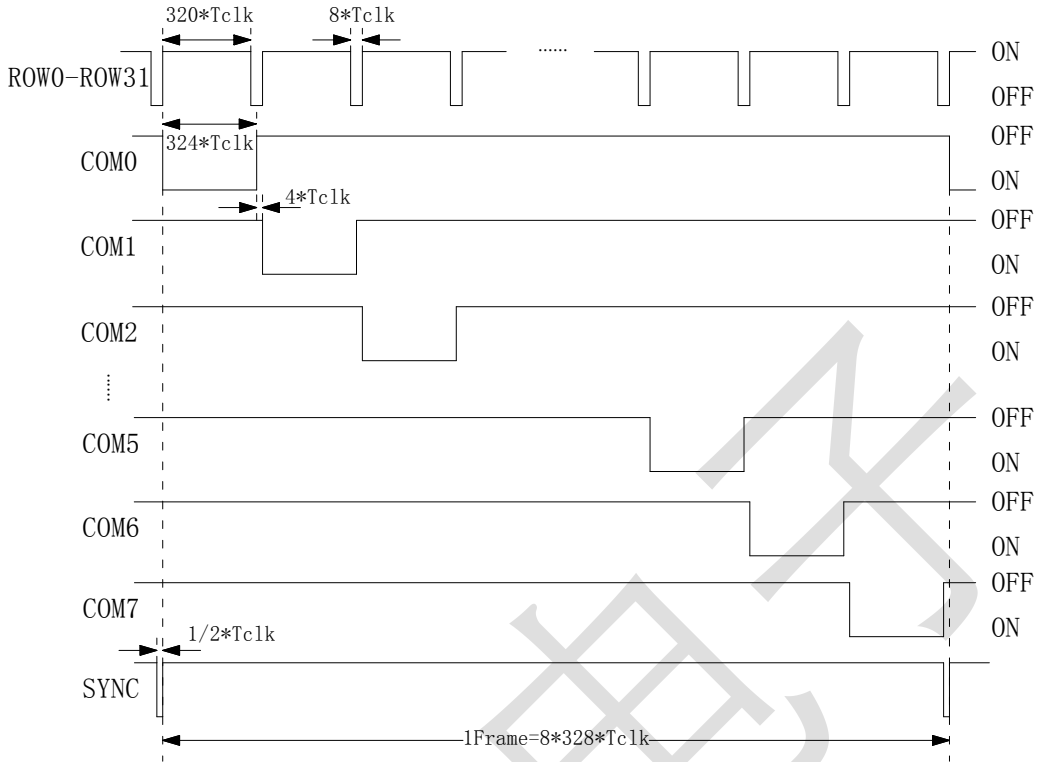 320*Tclk 8*Tclk
ROW0-ROW31 ...... ON
OFF
324*Tclk OFF
COM0 ON
4*Tclk OFF
COM1 ON
OFF
COM2 ON
......
OFF
COM5 ON
OFF
COM6 ON
OFF
COM7 ON
1/2*Tclk
SYNC
1Frame=8*328*Tclk
电子